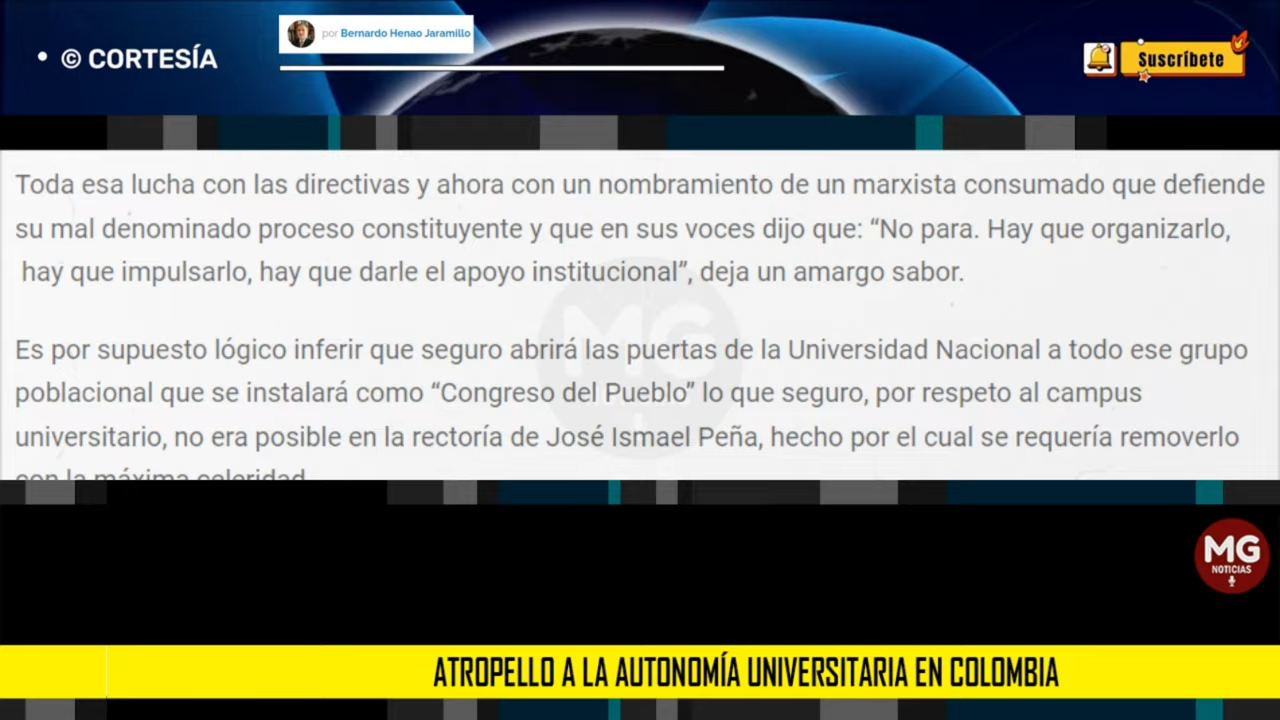 • © CORTESÍA
por Bernardo Henao Jaramillo
Suscríbete
Toda esa lucha con las directivas y ahora con un nombramiento de un marxista consumado que defiende
su mal denominado proceso constituyente y que en sus voces dijo que: “No para. Hay que organizarlo,
hay que impulsarlo, hay que darle el apoyo institucional”, deja un amargo sabor.
Es por supuesto lógico inferir que seguro abrirá las puertas de la Universidad Nacional a todo ese grupo
poblacional que se instalará como “Congreso del Pueblo” lo que seguro, por respeto al campus
universitario, no era posible en la rectoría de José Ismael Peña, hecho por el cual se requería removerlo
con la máxima celeridad
MG
MG
NOTICIAS
ATROPELLO A LA AUTONOMÍA UNIVERSITARIA EN COLOMBIA